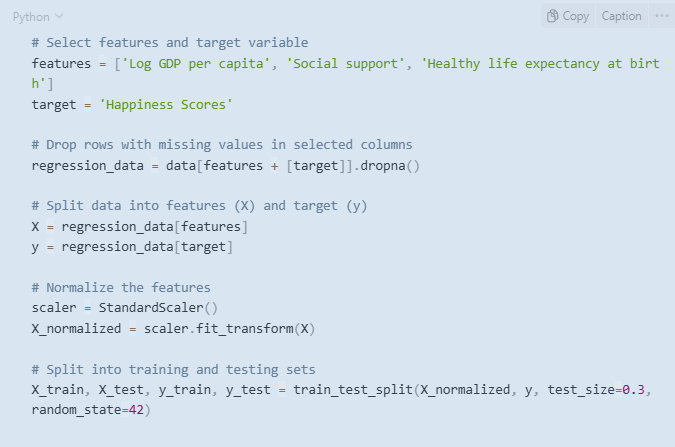 Python
Copy
Caption
# Select features and target variable
features = ['Log GDP per capita', 'Social support', 'Healthy life expectancy at birt
h']
target = 'Happiness Scores'
# Drop rows with missing values in selected columns
regression_data = data[features + [target]].dropna()
# Split data into features (X) and target (y)
X = regression_data[features]
y = regression_data[target]
# Normalize the features
scaler = StandardScaler()
X_normalized = scaler.fit_transform(X)
# Split into training and testing sets
X_train, X_test, y_train, y_test = train_test_split(X_normalized, y, test_size=0.3,
random_state=42)